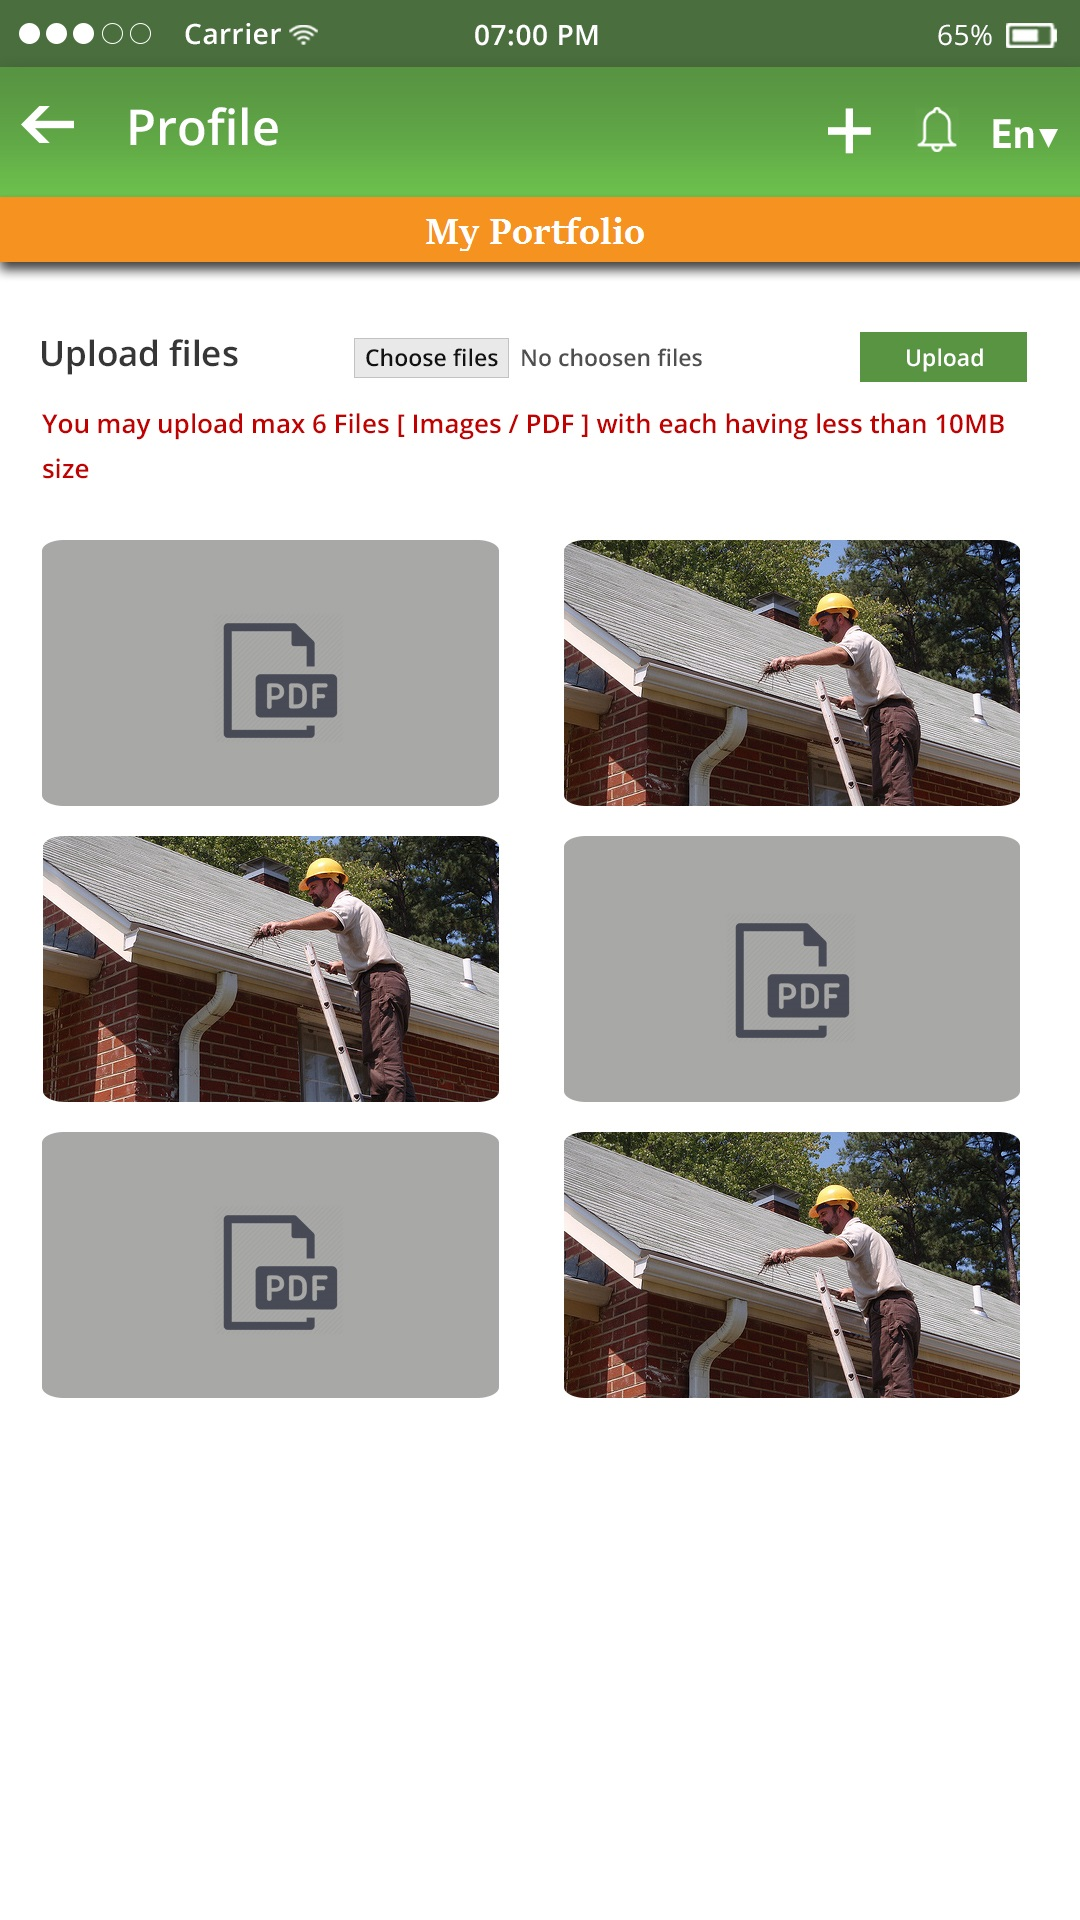 Carrier 07:00 PM 65%
Profile En▾
My Portfolio
Upload files Choose files No choosen files Upload
You may upload max 6 Files [ Images / PDF ] with each having less than 10MB
size
PDF
PDF
PDF